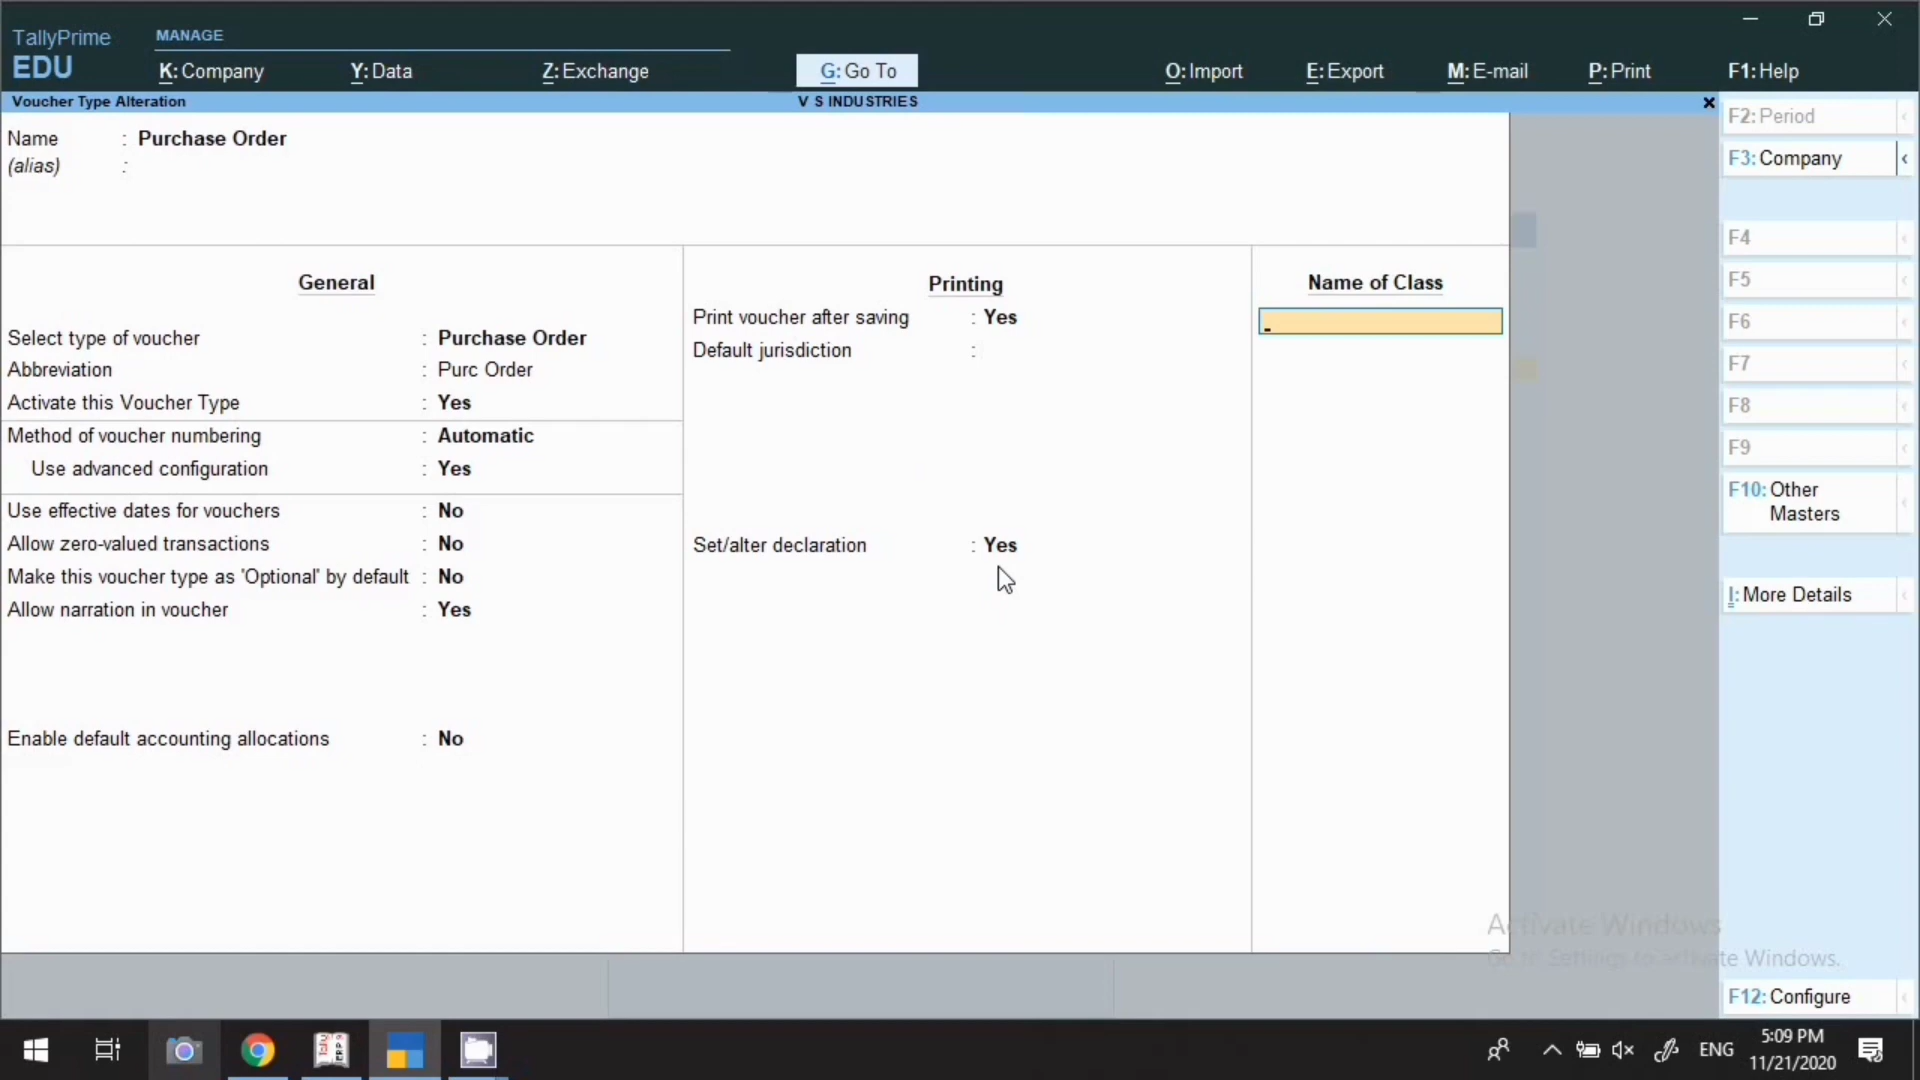 TallyPrime
EDU
MANAGE
K: Company
Y: Data
Z: Exchange
G: Go To
O: Import
E: Export
M: E-mail
P: Print
F1: Help
Voucher Type Alteration
V S INDUSTRIES
Name : Purchase Order
(alias) :
General
Select type of voucher : Purchase Order
Abbreviation : Purc Order
Activate this Voucher Type : Yes
Method of voucher numbering : Automatic
Use advanced configuration : Yes
Use effective dates for vouchers : No
Allow zero-valued transactions : No
Make this voucher type as 'Optional' by default : No
Allow narration in voucher : Yes
Enable default accounting allocations : No
Printing
Print voucher after saving : Yes
Default jurisdiction :
Set/alter declaration : Yes
Name of Class
F2: Period
F3: Company
F4
F5
F6
F7
F8
F9
F10: Other
Masters
I: More Details
F12: Configure
Activate Windows
Go to Settings to activate Windows.
ENG
5:09 PM
11/21/2020